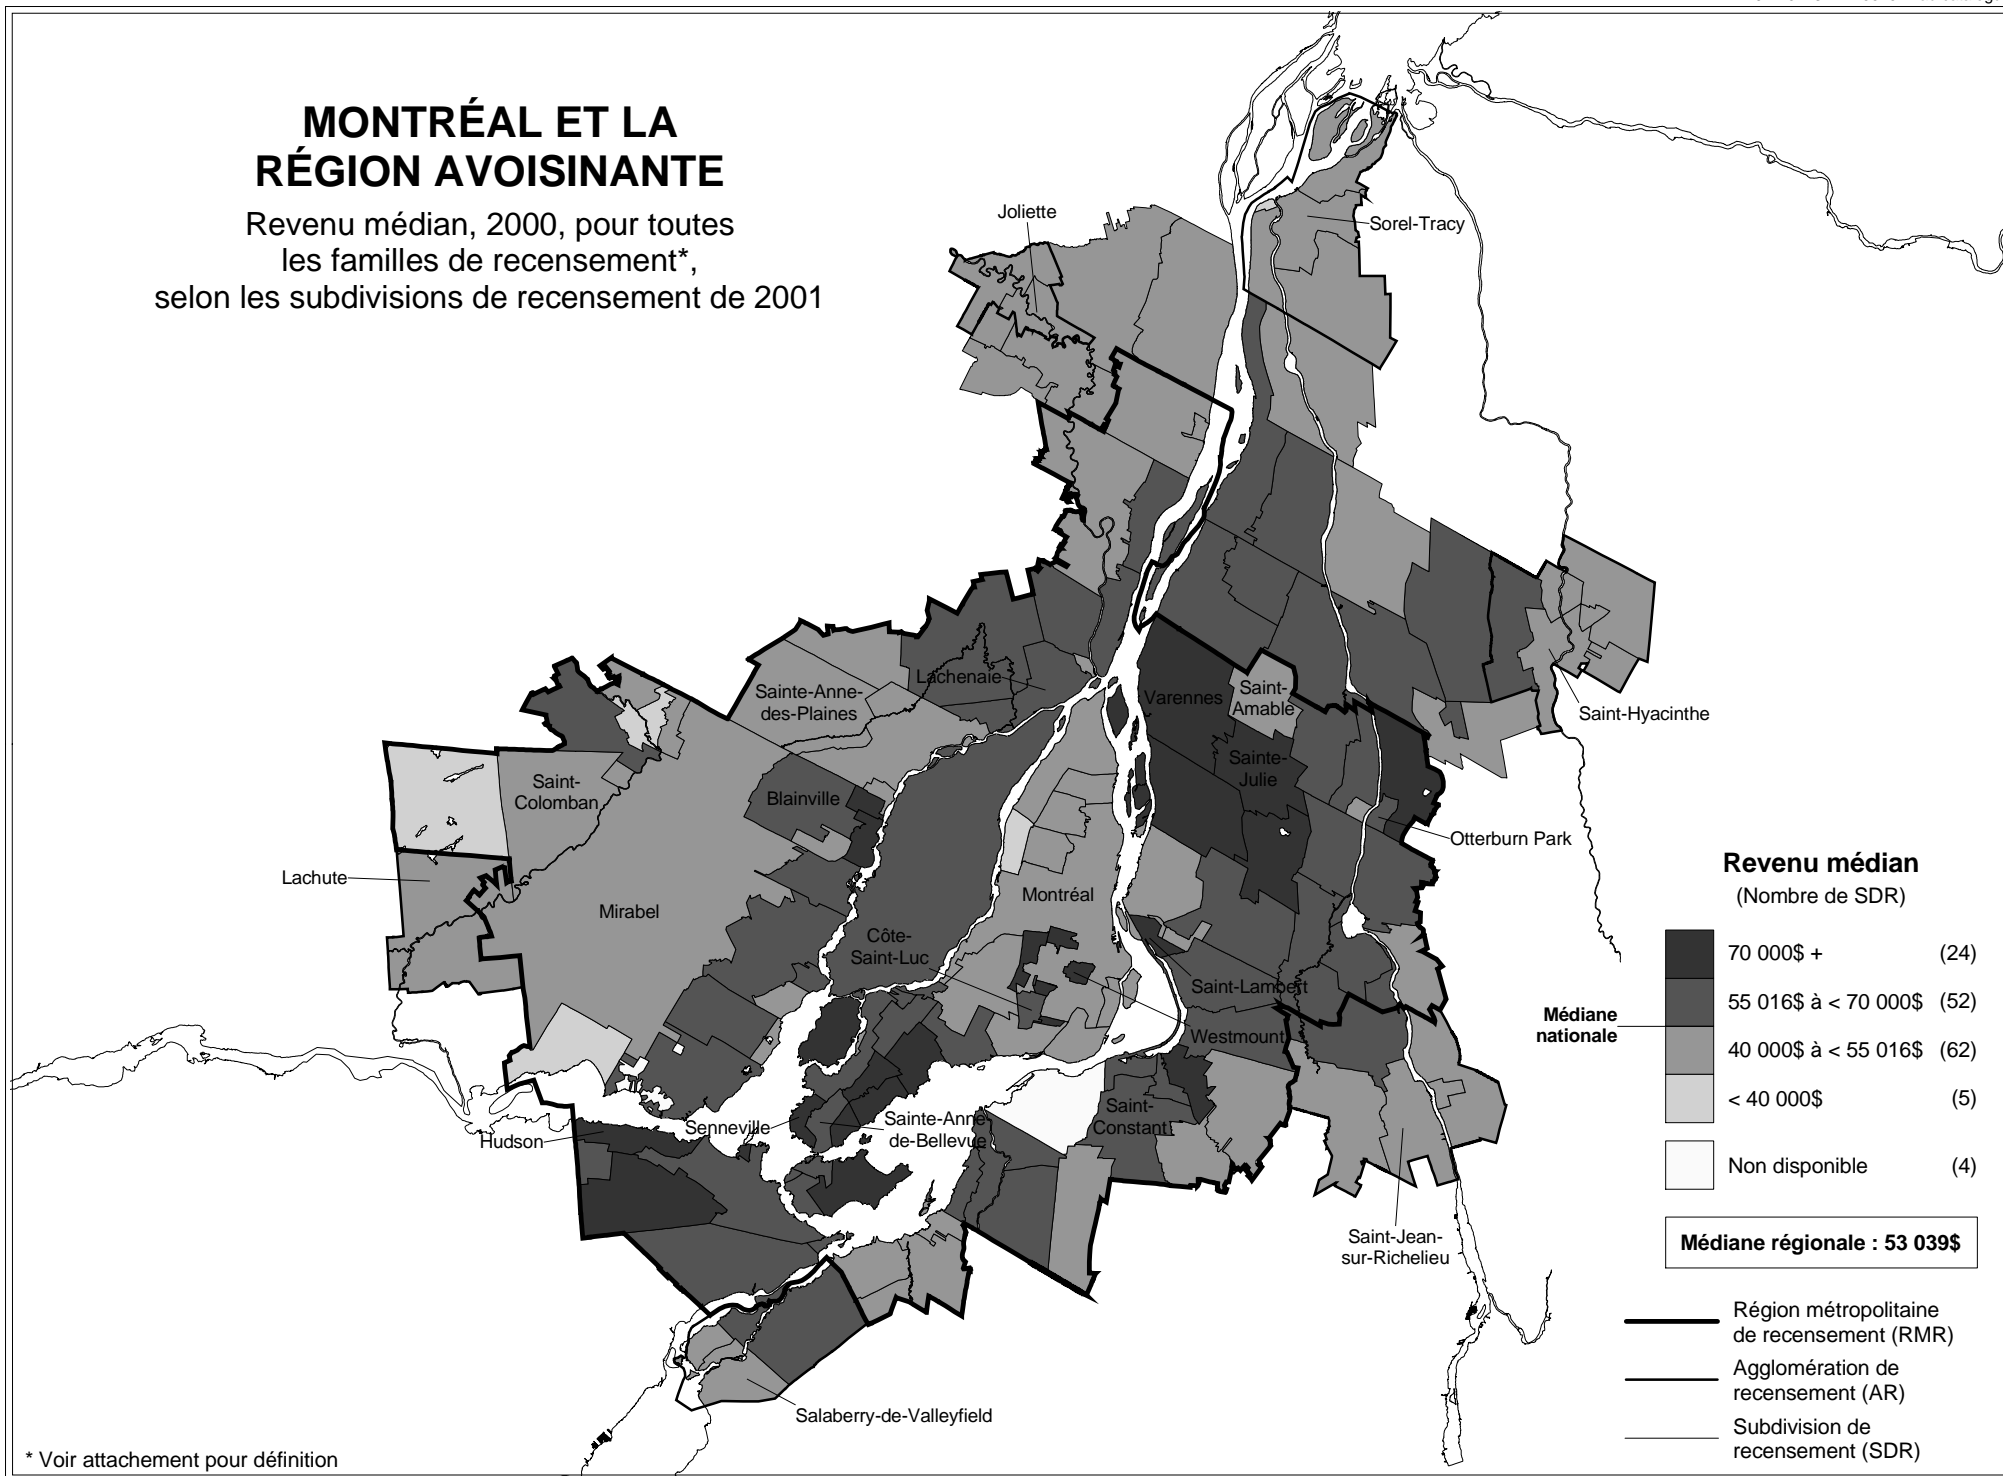 MONTRÉAL ET LA
RÉGION AVOISINANTE
Revenu médian, 2000, pour toutes
les familles de recensement*,
selon les subdivisions de recensement de 2001
Joliette
Sorel-Tracy
Lachenaie
Sainte-Anne-
des-Plaines
Varennes
Saint-
Amable
Saint-Hyacinthe
Saint-
Colomban
Blainville
Sainte-
Julie
Otterburn Park
Lachute
Mirabel
Montréal
Côte-
Saint-Luc
Saint-Lambert
Westmount
Hudson
Senneville
Sainte-Anne-
de-Bellevue
Saint-
Constant
Saint-Jean-
sur-Richelieu
Salaberry-de-Valleyfield
Revenu médian
(Nombre de SDR)
70 000$ + (24)
55 016$ à < 70 000$ (52)
Médiane
nationale
40 000$ à < 55 016$ (62)
< 40 000$ (5)
Non disponible (4)
Médiane régionale : 53 039$
Région métropolitaine
de recensement (RMR)
Agglomération de
recensement (AR)
Subdivision de
recensement (SDR)
* Voir attachement pour définition